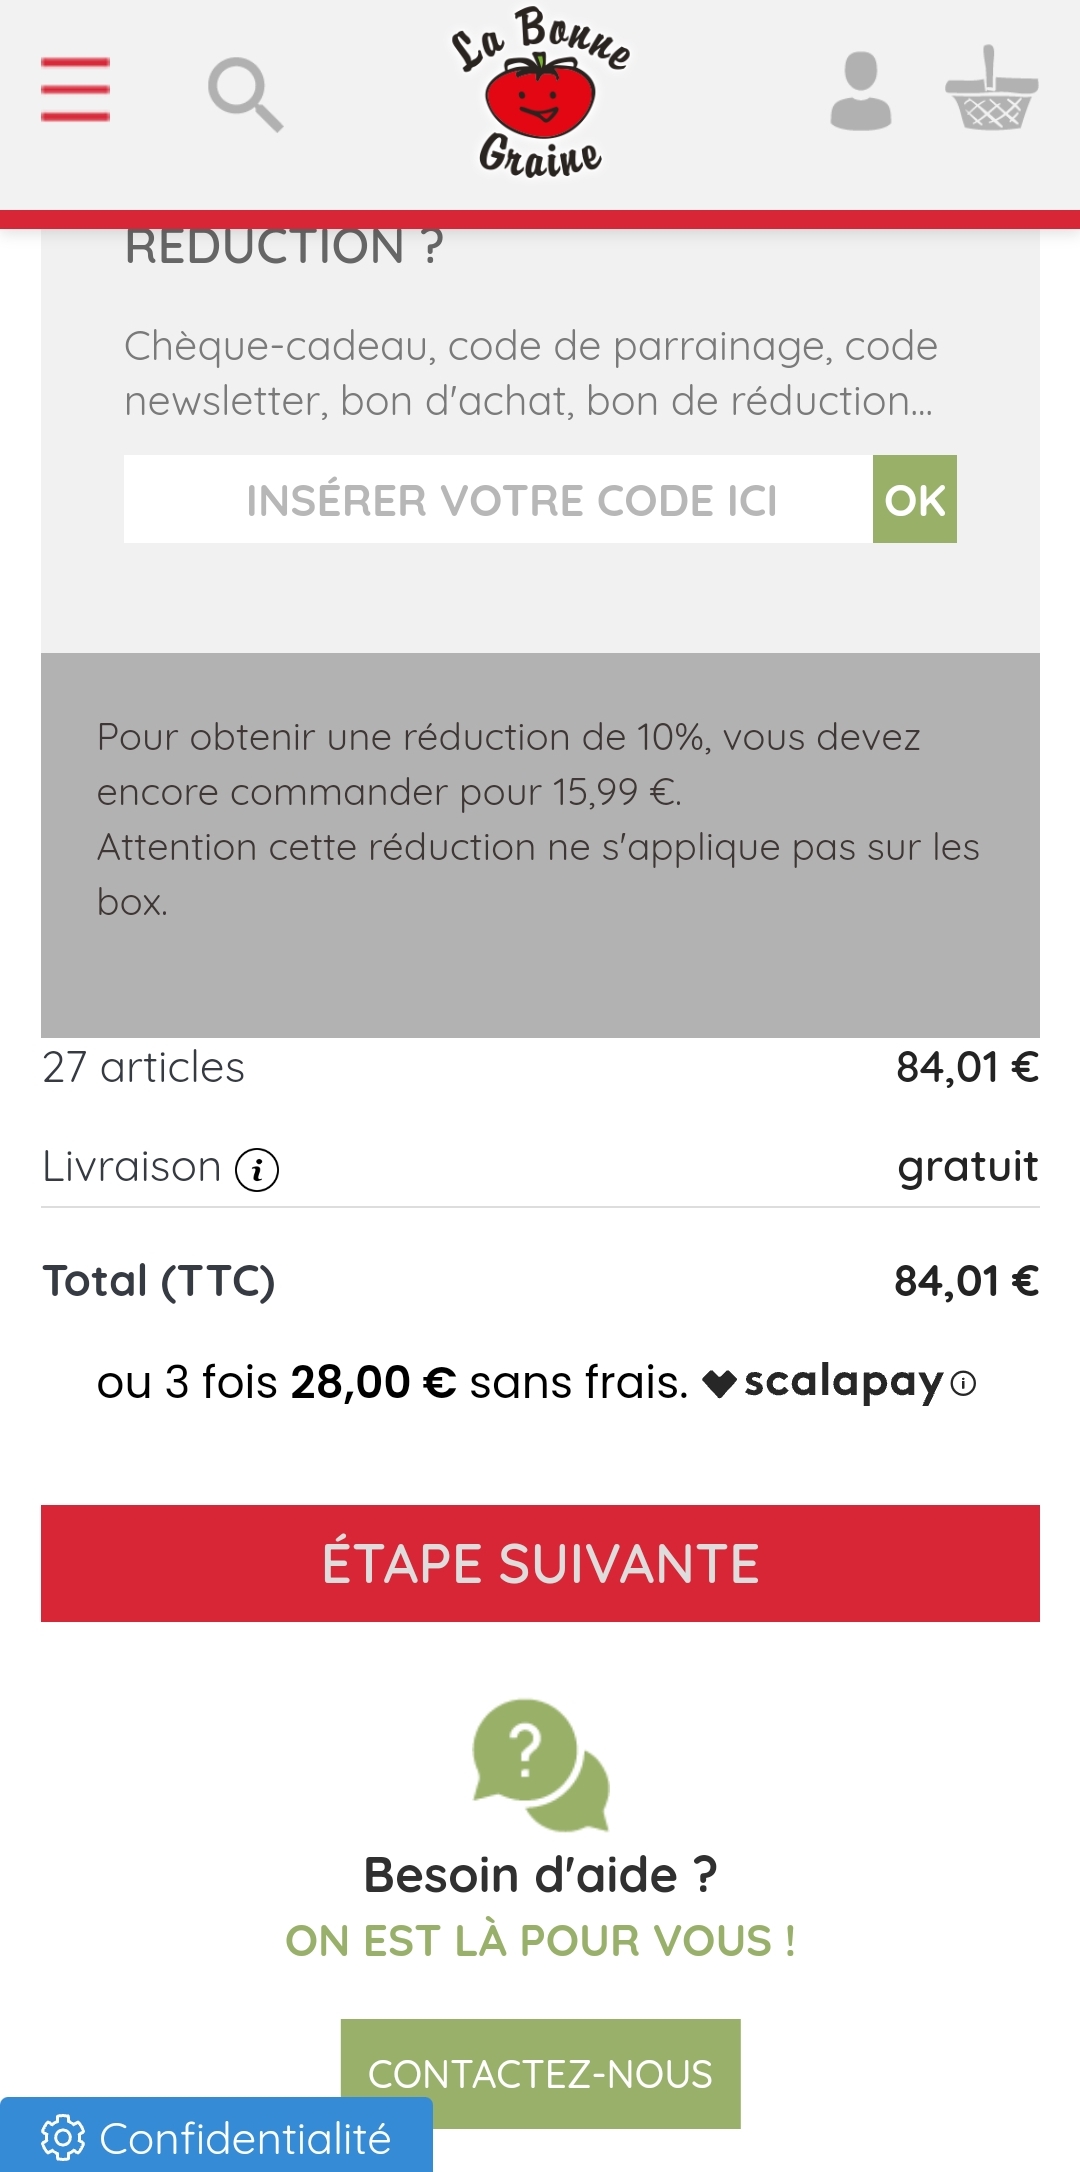 La Bonne
Graine
RÉDUCTION ?
Chèque-cadeau, code de parrainage, code
newsletter, bon d'achat, bon de réduction...
INSÉRER VOTRE CODE ICI
OK
Pour obtenir une réduction de 10%, vous devez
encore commander pour 15,99 €.
Attention cette réduction ne s'applique pas sur les
box.
27 articles 84,01 €
Livraison i gratuit
Total (TTC) 84,01 €
ou 3 fois 28,00 € sans frais. scalapay i
ÉTAPE SUIVANTE
?
Besoin d'aide ?
ON EST LÀ POUR VOUS !
CONTACTEZ-NOUS
Confidentialité